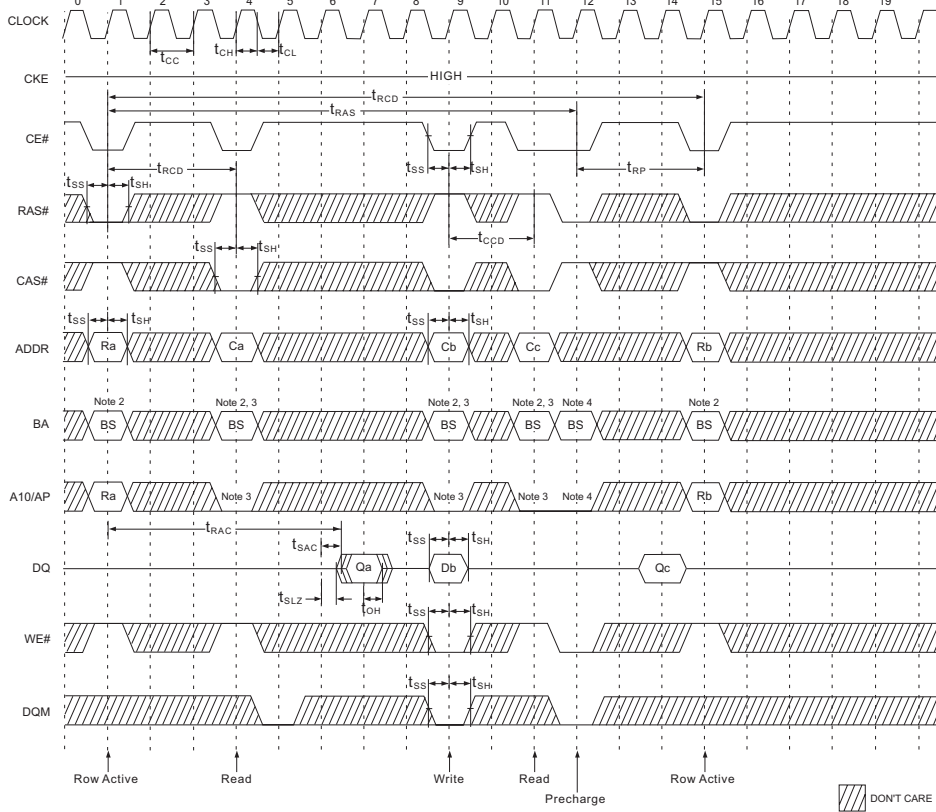 0 1 2 3 4 5 6 7 8 9 10 11 12 13 14 15 16 17 18 19
CLOCK
tCC tCH tCL
CKE HIGH
tRCD
tRAS
CE#
tRCD tSS tSH tRP
tSS tSH
RAS#
tCCD
tSS tSH
CAS#
tSS tSH tSS tSH
ADDR Ra Ca Cb Cc Rb
Note 2 Note 2, 3 Note 2, 3 Note 2, 3 Note 4 Note 2
BA BS BS BS BS BS BS
A10/AP Ra Note 3 Note 3 Note 3 Note 4 Rb
tRAC
tSAC tSS tSH
DQ Qa Db Qc
tSLZ tOH tSS tSH
WE#
tSS tSH
DQM
Row Active Read Write Read Row Active
Precharge
DON'T CARE